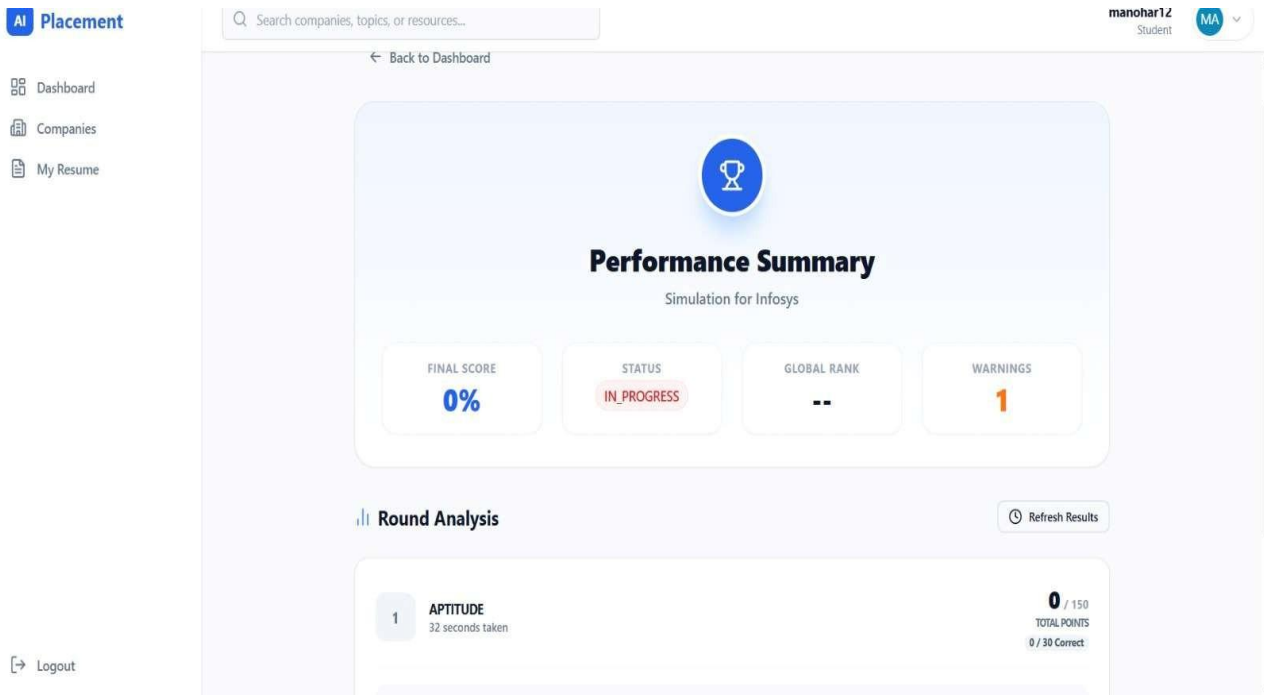 AI Placement
Search companies, topics, or resources...
manohar12
Student
MA
Dashboard
Companies
My Resume
← Back to Dashboard
Performance Summary
Simulation for Infosys
FINAL SCORE
0%
STATUS
IN_PROGRESS
GLOBAL RANK
--
WARNINGS
1
Round Analysis
Refresh Results
1
APTITUDE
32 seconds taken
0 / 150
TOTAL POINTS
0 / 30 Correct
Logout